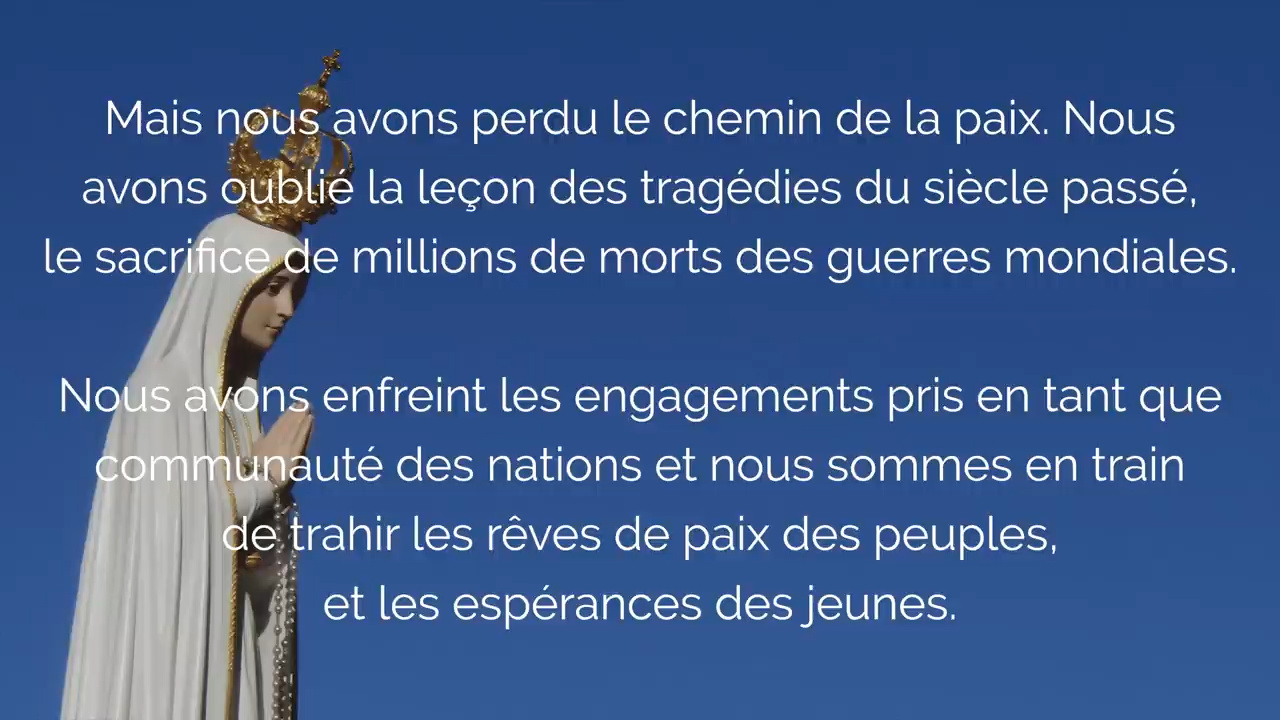 Mais nous avons perdu le chemin de la paix. Nous
avons oublié la leçon des tragédies du siècle passé,
le sacrifice de millions de morts des guerres mondiales.
Nous avons enfreint les engagements pris en tant que
communauté des nations et nous sommes en train
de trahir les rêves de paix des peuples,
et les espérances des jeunes.